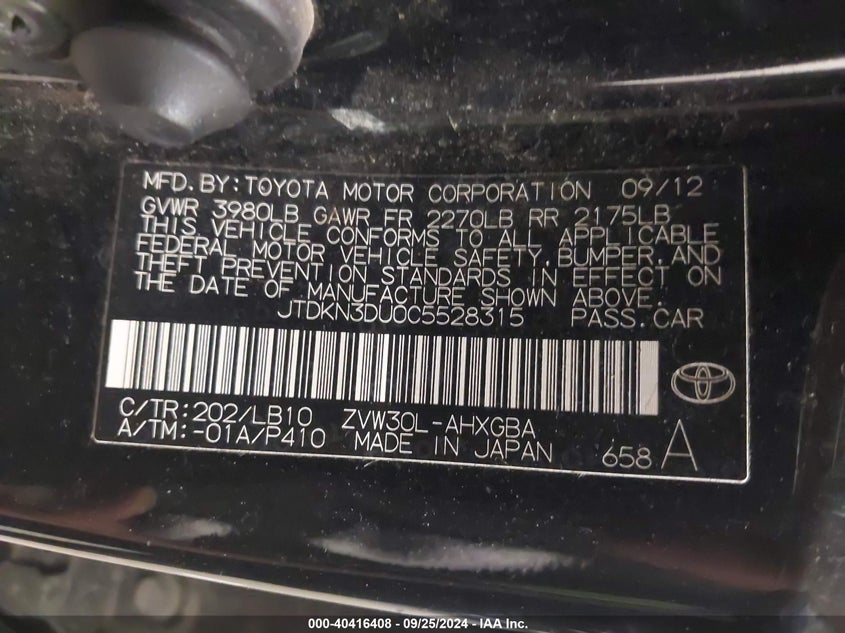 MFD.BY:TOYOTA MOTOR CORPORATION 09/12
GVWR 3980LB GAWR FR 2270LB RR 2175LB
THIS VEHICLE CONFORMS TO ALL APPLICABLE
FEDERAL MOTOR VEHICLE SAFETY,BUMPER,AND
THEFT PREVENTION STANDARDS IN EFFECT ON
THE DATE OF MANUFACTURE SHOWN ABOVE.
JTDKN3DU0C5528315 PASS.CAR
C/TR:202/LB10 ZVW30L-AHXGBA
A/TM:-01A/P410 MADE IN JAPAN 658 A
000-40416408 - 09/25/2024 - IAA Inc.